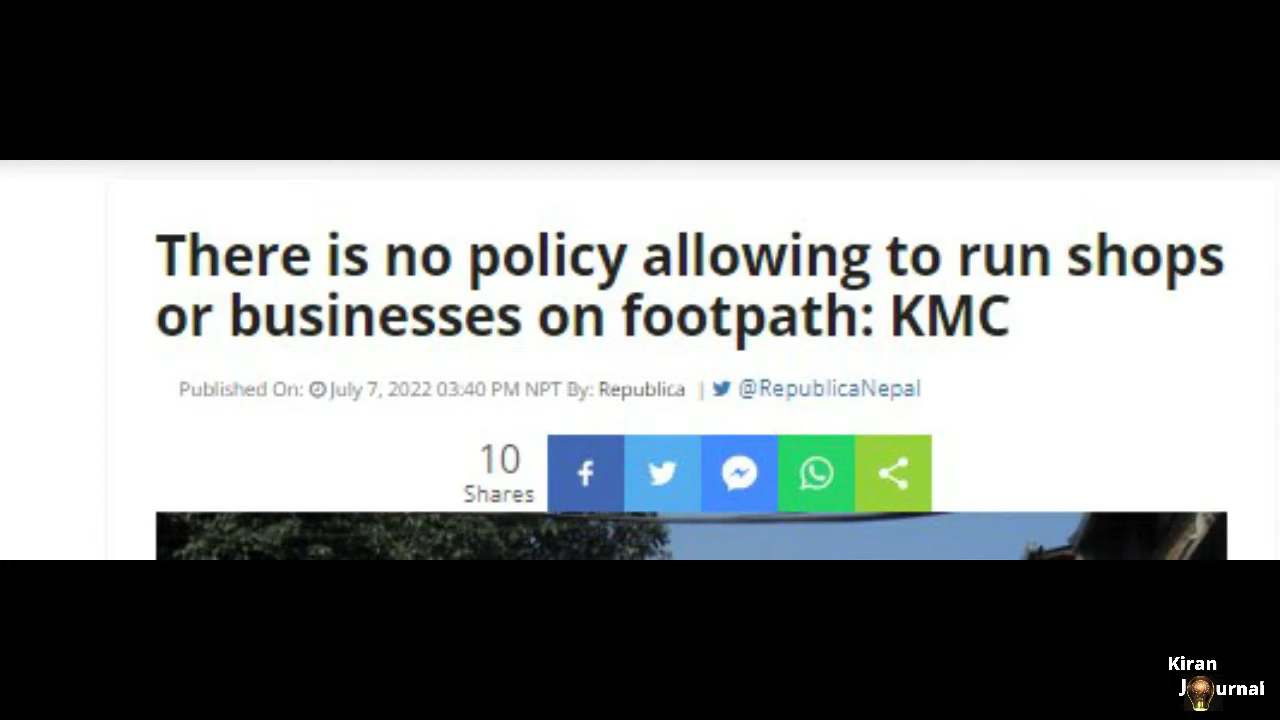 There is no policy allowing to run shops
or businesses on footpath: KMC
Published On: July 7, 2022 03:40 PM NPT By: Republica | @RepublicaNepal
10
Shares
Kiran
Journal